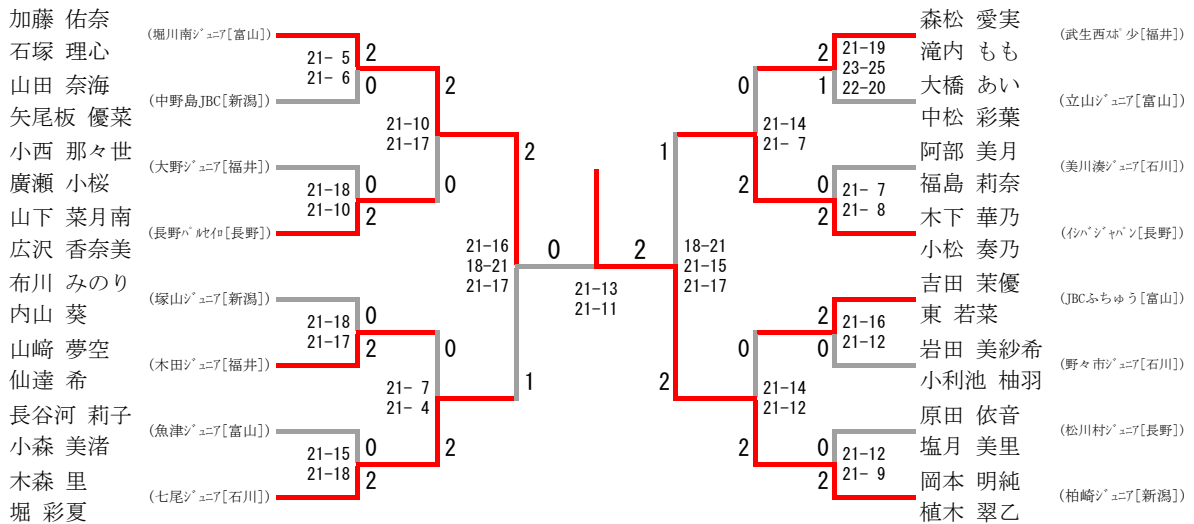 加藤 佑奈
(堀川南ｼﾞｭﾆｱ[富山])
石塚 理心
21- 5
21- 6
2
0
山田 奈海
(中野島JBC[新潟])
矢尾板 優菜
21-10
21-17
2
0
小西 那々世
(大野ｼﾞｭﾆｱ[福井])
廣瀬 小桜
21-18
21-10
0
2
山下 菜月南
(長野ﾊﾟﾙｾｲﾛ[長野])
広沢 香奈美
21-16
18-21
21-17
2
1
布川 みのり
(塚山ｼﾞｭﾆｱ[新潟])
内山 葵
21-18
21-17
0
2
山﨑 夢空
(木田ｼﾞｭﾆｱ[福井])
仙達 希
21- 7
21- 4
0
2
長谷河 莉子
(魚津ｼﾞｭﾆｱ[富山])
小森 美渚
21-15
21-18
0
2
木森 里
(七尾ｼﾞｭﾆｱ[石川])
堀 彩夏
0
2
21-13
21-11
森松 愛実
(武生西ｽﾎﾟ少[福井])
滝内 もも
2
1
21-19
23-25
22-20
大橋 あい
(立山ｼﾞｭﾆｱ[富山])
中松 彩葉
0
2
21-14
21- 7
阿部 美月
(美川湊ｼﾞｭﾆｱ[石川])
福島 莉奈
0
2
21- 7
21- 8
木下 華乃
(ｲｼﾊﾞｼﾞｬﾊﾟﾝ[長野])
小松 奏乃
1
2
18-21
21-15
21-17
吉田 茉優
(JBCふちゅう[富山])
東 若菜
2
0
21-16
21-12
岩田 美紗希
(野々市ｼﾞｭﾆｱ[石川])
小利池 柚羽
0
2
21-14
21-12
原田 依音
(松川村ｼﾞｭﾆｱ[長野])
塩月 美里
0
2
21-12
21- 9
岡本 明純
(柏崎ｼﾞｭﾆｱ[新潟])
植木 翠乙